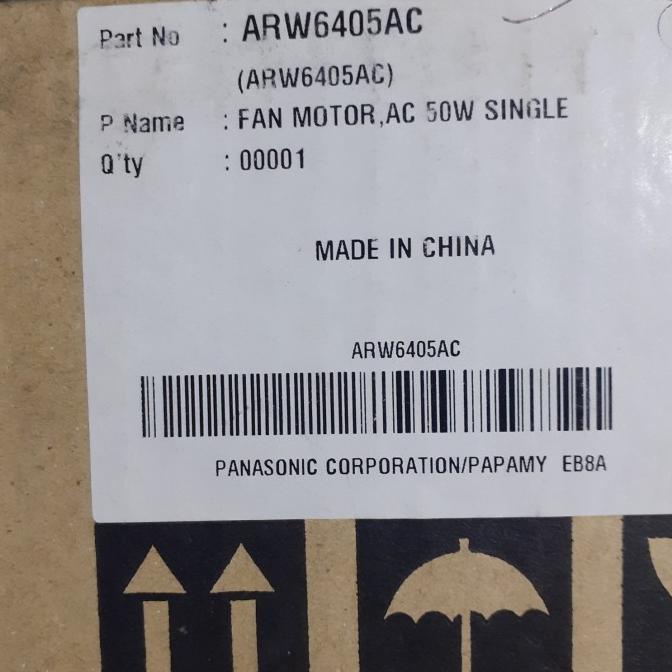 Part No : ARW6405AC
(ARW6405AC)
P Name : FAN MOTOR,AC 50W SINGLE
Q'ty : 00001
MADE IN CHINA
ARW6405AC
PANASONIC CORPORATION/PAPAMY EB8A